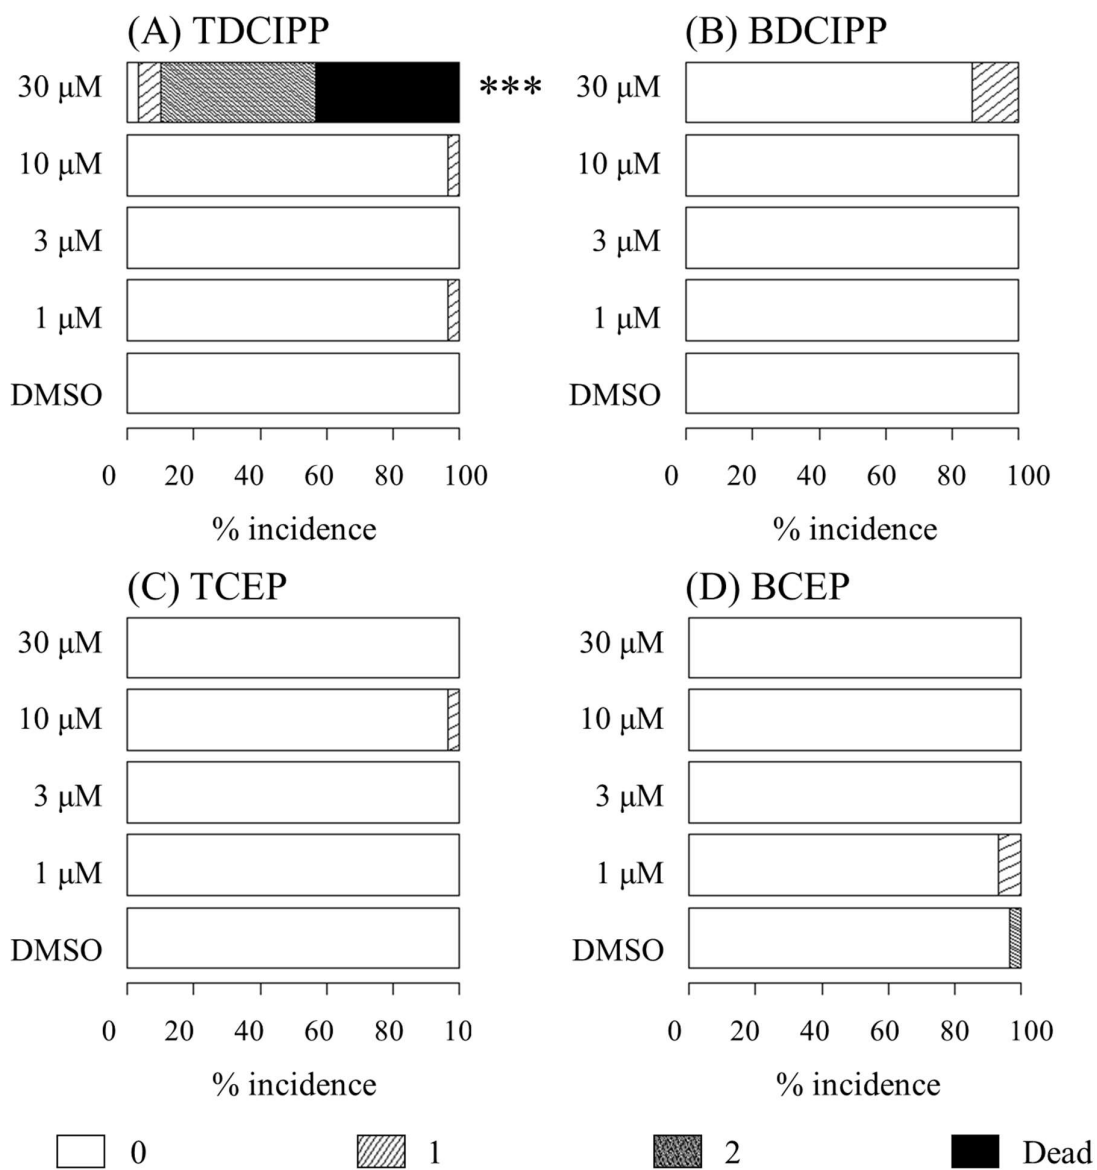 (A) TDCIPP
30 μM
***
10 μM
3 μM
1 μM
DMSO
0 20 40 60 80 100
% incidence
(B) BDCIPP
30 μM
10 μM
3 μM
1 μM
DMSO
0 20 40 60 80 100
% incidence
(C) TCEP
30 μM
10 μM
3 μM
1 μM
DMSO
0 20 40 60 80 10
% incidence
(D) BCEP
30 μM
10 μM
3 μM
1 μM
DMSO
0 20 40 60 80 100
% incidence
0 1 2 Dead